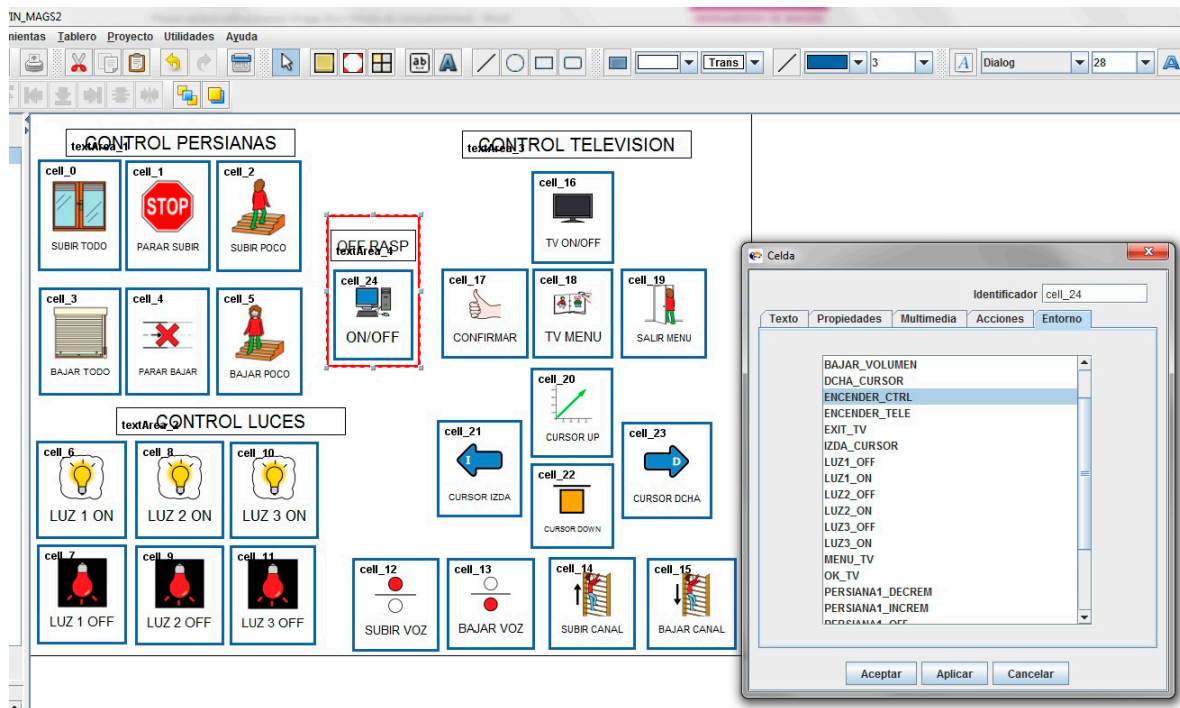 VIN_MAGS2
mientas Tablero Proyecto Utilidades Ayuda
ab A Trans 3 A Dialog 28 A
CONTROL PERSIANAS
textArea_1
cell_0 cell_1 cell_2
STOP
SUBIR TODO PARAR SUBIR SUBIR POCO
cell_3 cell_4 cell_5
BAJAR TODO PARAR BAJAR BAJAR POCO
OFF RASP
textArea_4
cell_24
ON/OFF
CONTROL LUCES
textArea_2
cell_6 cell_8 cell_10
LUZ 1 ON LUZ 2 ON LUZ 3 ON
cell_7 cell_9 cell_11
LUZ 1 OFF LUZ 2 OFF LUZ 3 OFF
CONTROL TELEVISION
textArea_3
cell_16
TV ON/OFF
cell_17 cell_18 cell_19
CONFIRMAR TV MENU SALIR MENU
cell_20
CURSOR UP
cell_21 cell_23
I D
CURSOR IZDA CURSOR DCHA
cell_22
CURSOR DOWN
cell_12 cell_13 cell_14 cell_15
SUBIR VOZ BAJAR VOZ SUBIR CANAL BAJAR CANAL
Celda
Identificador cell_24
Texto Propiedades Multimedia Acciones Entorno
BAJAR_VOLUMEN
DCHA_CURSOR
ENCENDER_CTRL
ENCENDER_TELE
EXIT_TV
IZDA_CURSOR
LUZ1_OFF
LUZ1_ON
LUZ2_OFF
LUZ2_ON
LUZ3_OFF
LUZ3_ON
MENU_TV
OK_TV
PERSIANA1_DECREM
PERSIANA1_INCREM
PERSIANA1_OFF
Aceptar Aplicar Cancelar